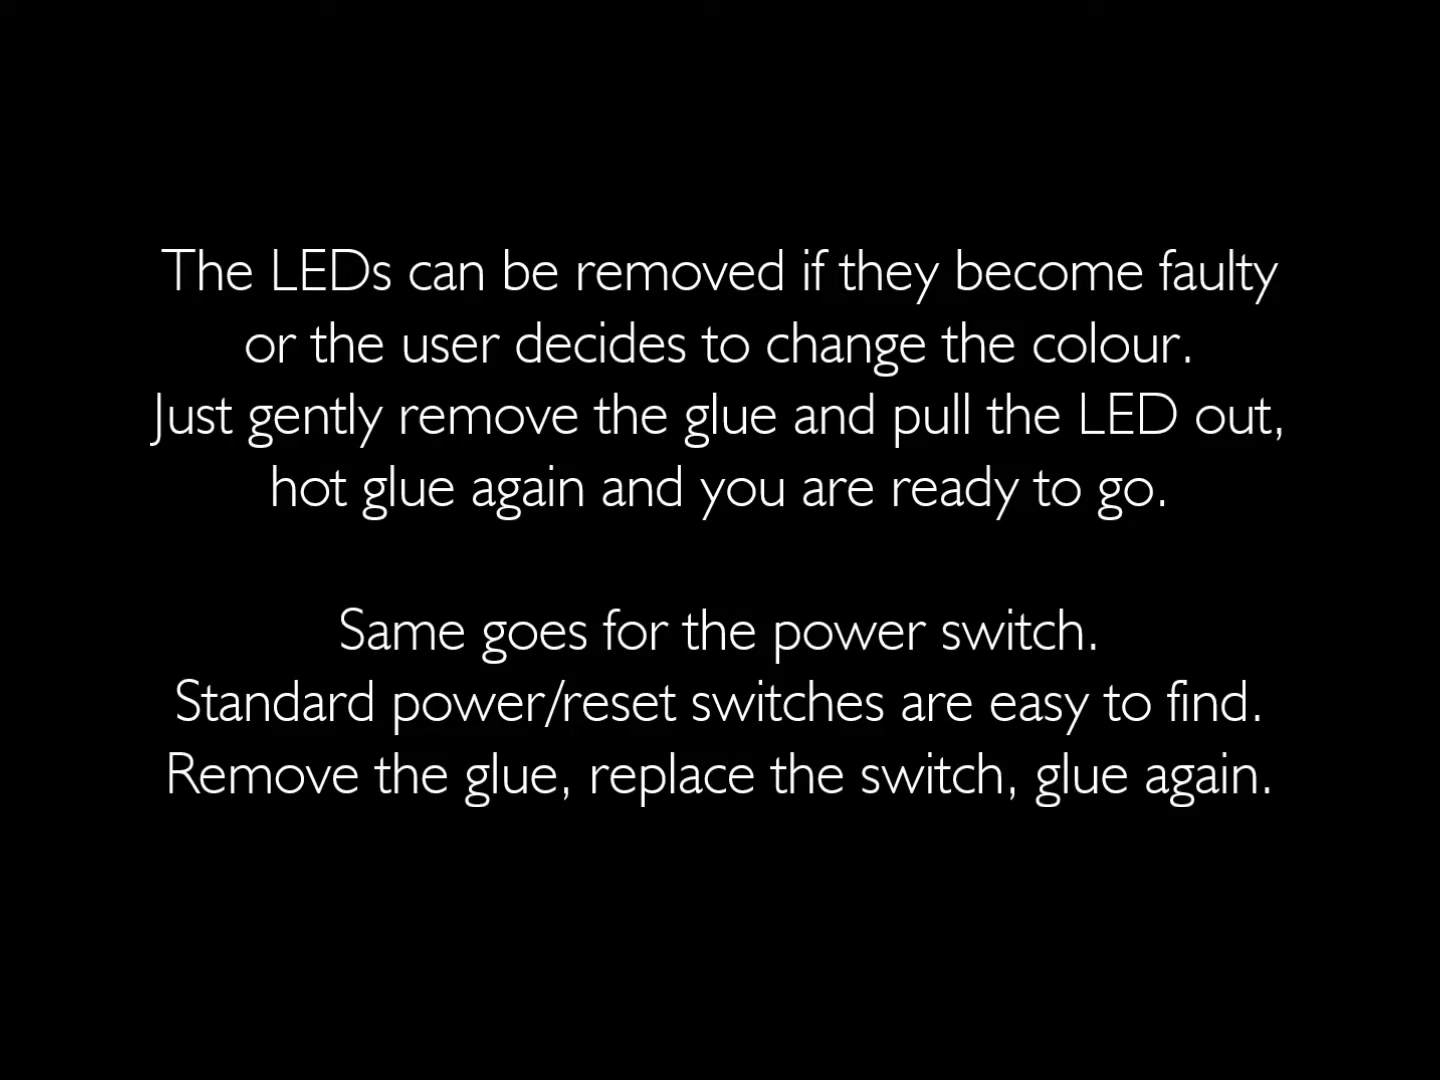 The LEDs can be removed if they become faulty
or the user decides to change the colour.
Just gently remove the glue and pull the LED out,
hot glue again and you are ready to go.
Same goes for the power switch.
Standard power/reset switches are easy to find.
Remove the glue, replace the switch, glue again.